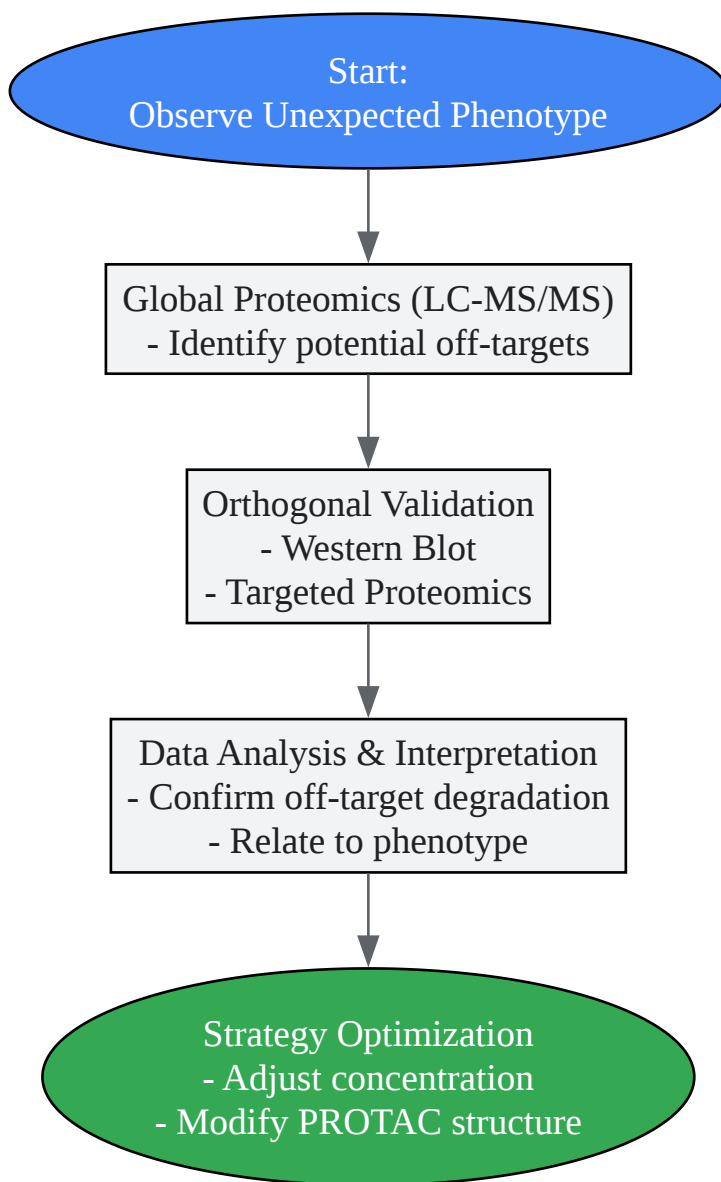 Start:
Observe Unexpected Phenotype
Global Proteomics (LC-MS/MS)
- Identify potential off-targets
Orthogonal Validation
- Western Blot
- Targeted Proteomics
Data Analysis & Interpretation
- Confirm off-target degradation
- Relate to phenotype
Strategy Optimization
- Adjust concentration
- Modify PROTAC structure